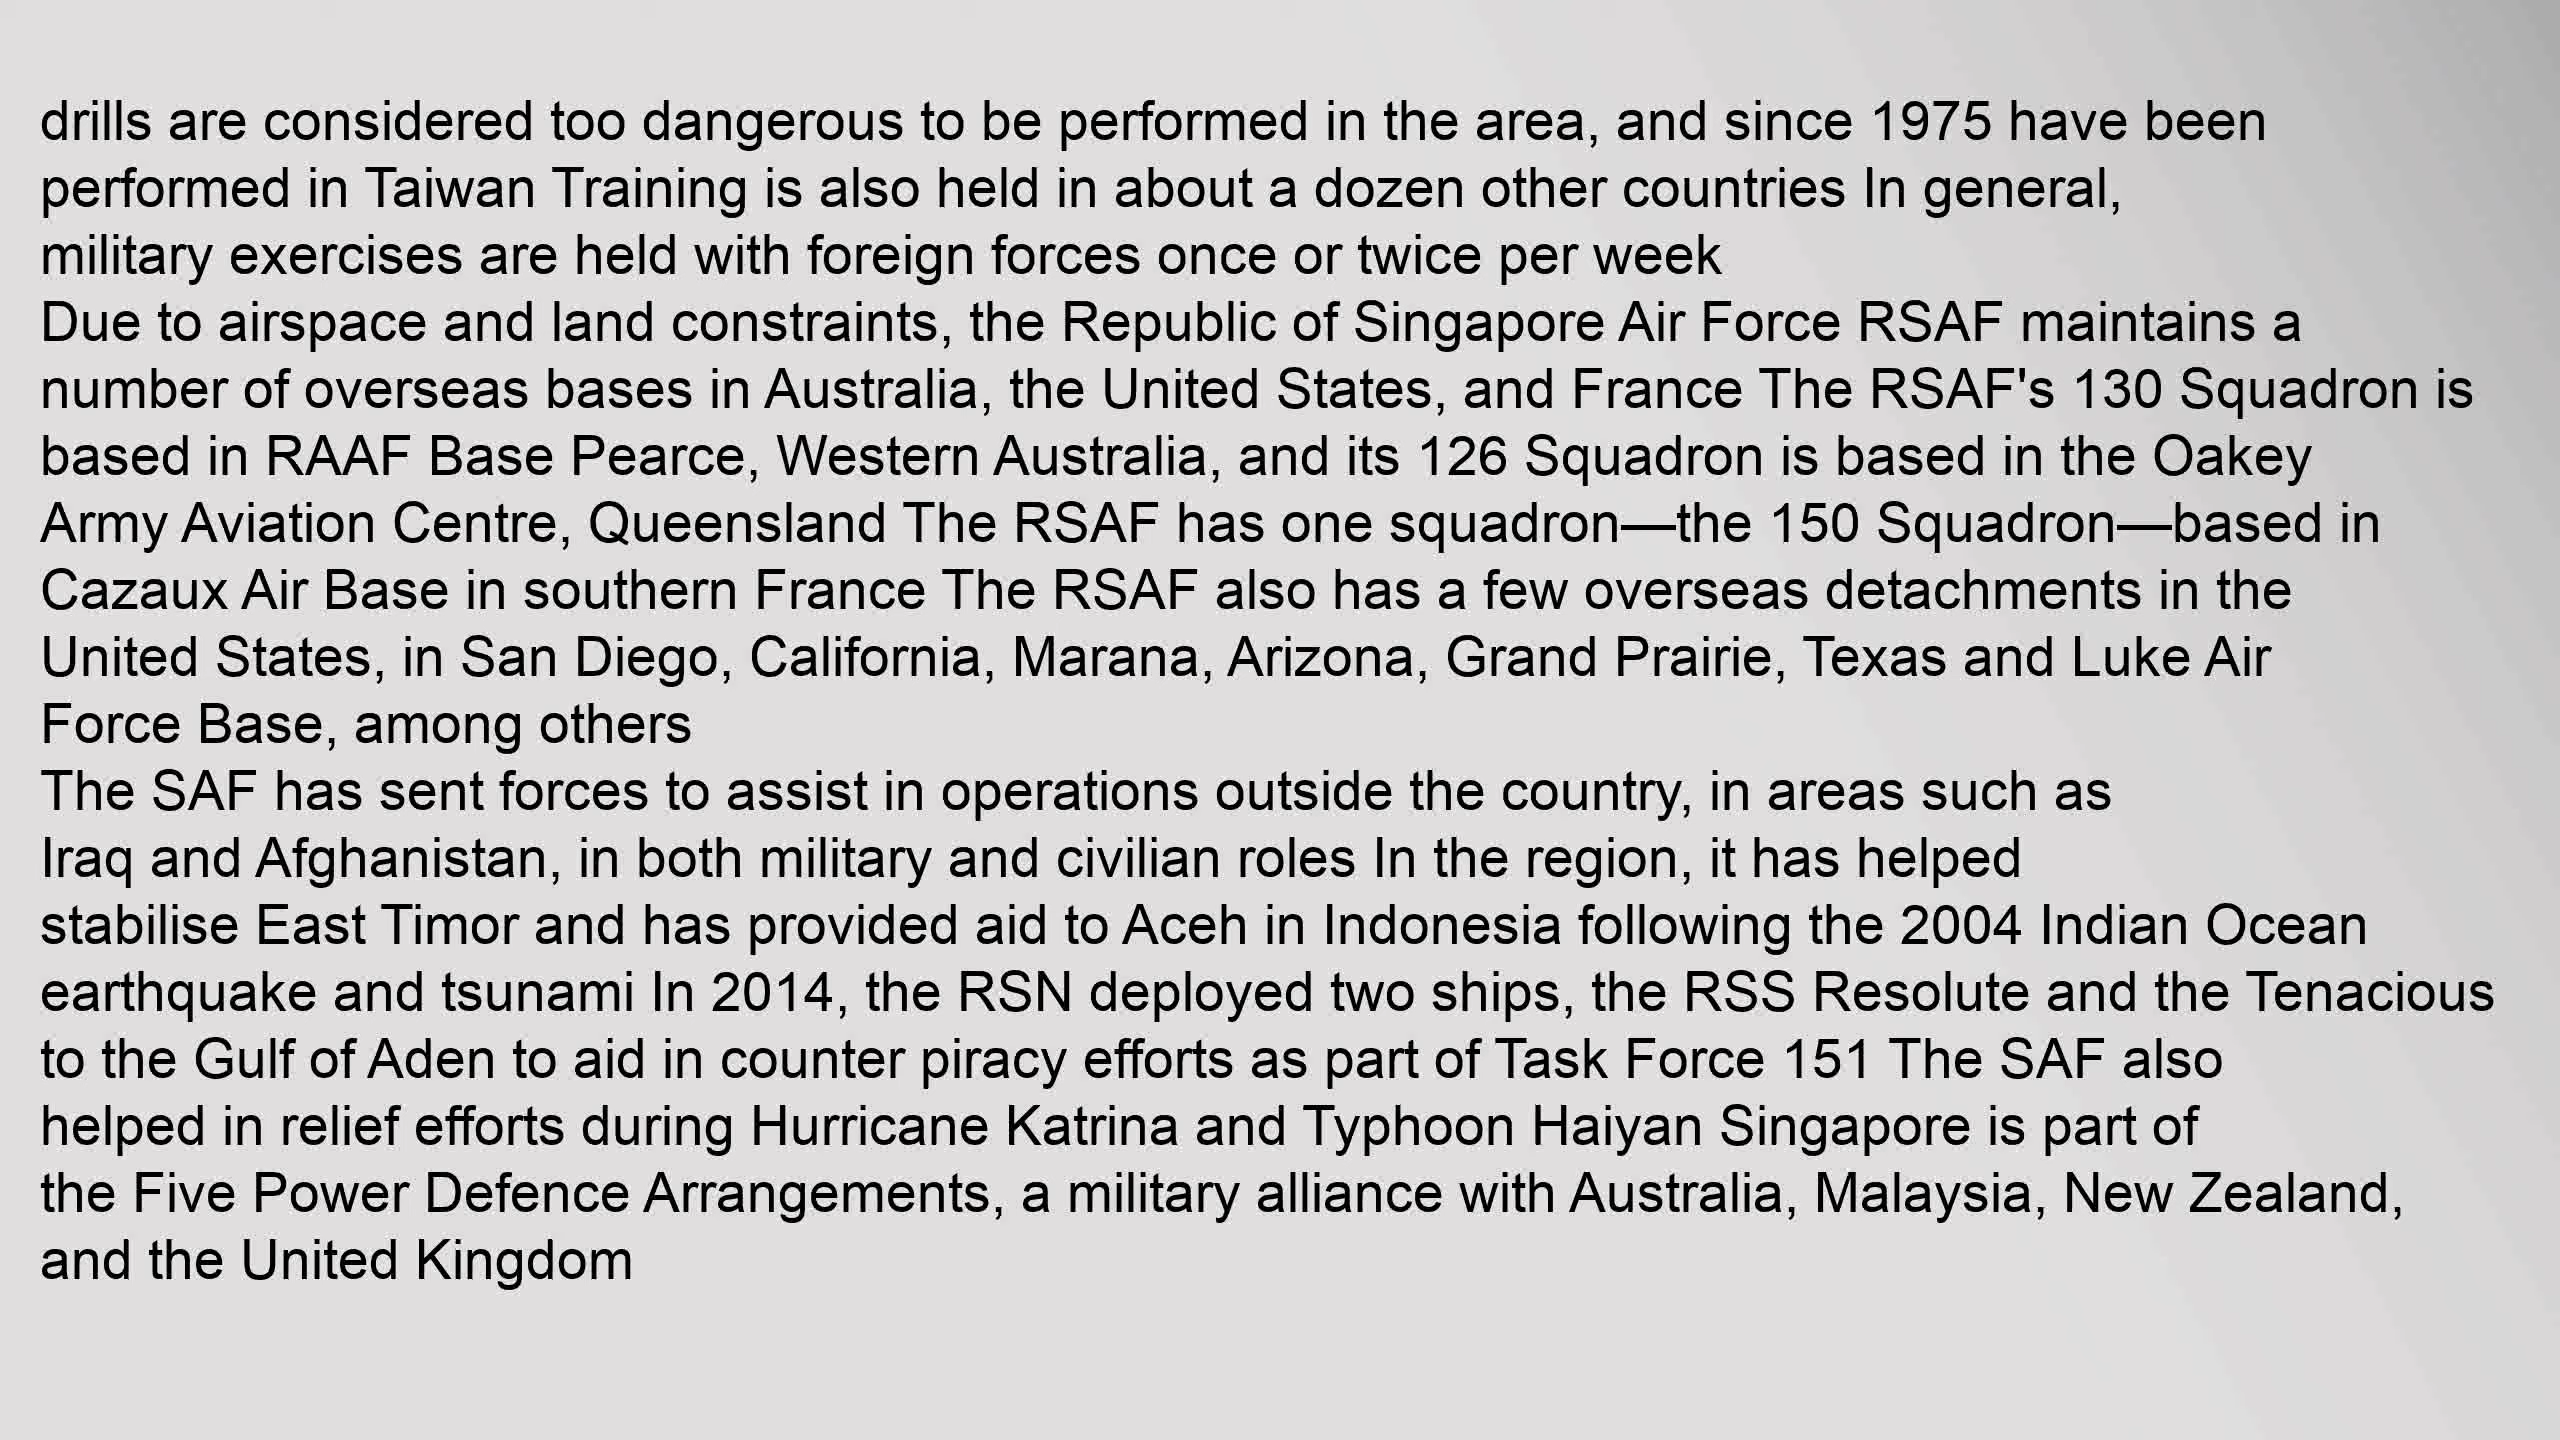 drills are considered too dangerous to be performed in the area, and since 1975 have been
performed in Taiwan Training is also held in about a dozen other countries In general,
military exercises are held with foreign forces once or twice per week
Due to airspace and land constraints, the Republic of Singapore Air Force RSAF maintains a
number of overseas bases in Australia, the United States, and France The RSAF's 130 Squadron is
based in RAAF Base Pearce, Western Australia, and its 126 Squadron is based in the Oakey
Army Aviation Centre, Queensland The RSAF has one squadron—the 150 Squadron—based in
Cazaux Air Base in southern France The RSAF also has a few overseas detachments in the
United States, in San Diego, California, Marana, Arizona, Grand Prairie, Texas and Luke Air
Force Base, among others
The SAF has sent forces to assist in operations outside the country, in areas such as
Iraq and Afghanistan, in both military and civilian roles In the region, it has helped
stabilise East Timor and has provided aid to Aceh in Indonesia following the 2004 Indian Ocean
earthquake and tsunami In 2014, the RSN deployed two ships, the RSS Resolute and the Tenacious
to the Gulf of Aden to aid in counter piracy efforts as part of Task Force 151 The SAF also
helped in relief efforts during Hurricane Katrina and Typhoon Haiyan Singapore is part of
the Five Power Defence Arrangements, a military alliance with Australia, Malaysia, New Zealand,
and the United Kingdom